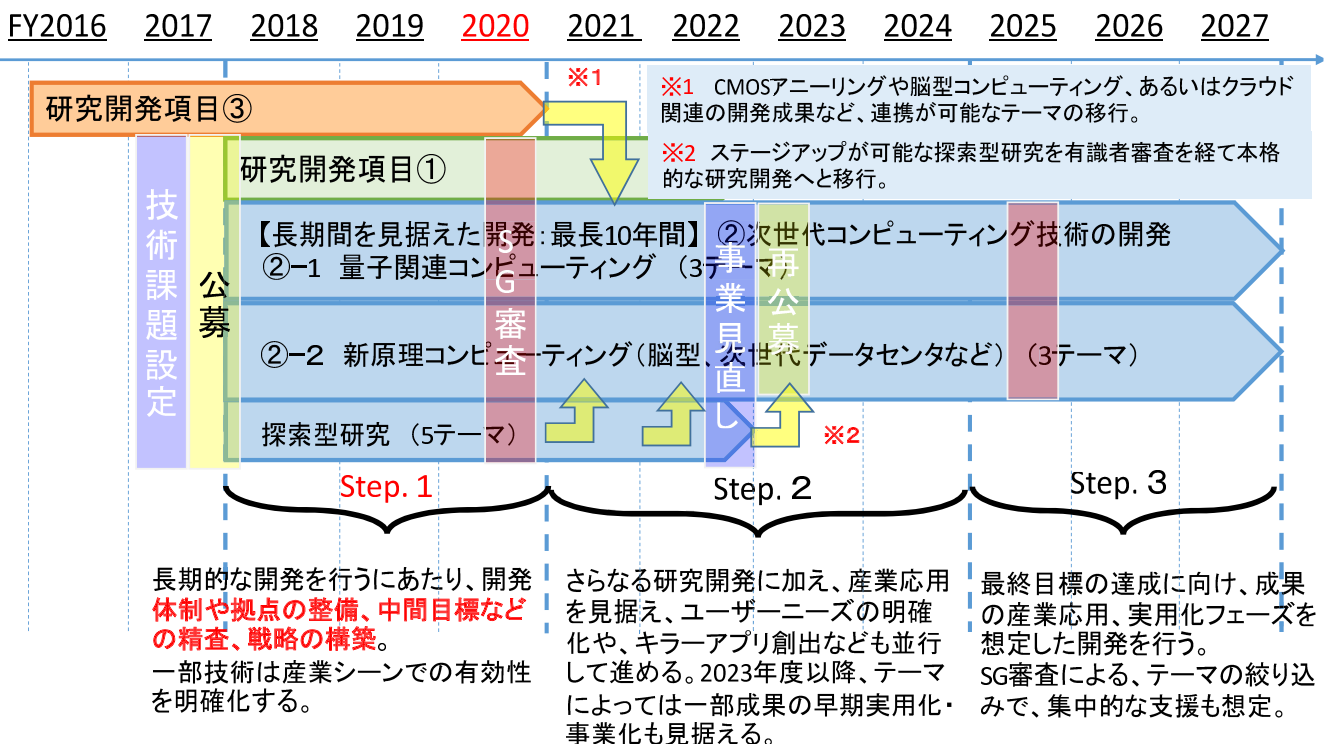 FY2016 2017 2018 2019 2020 2021 2022 2023 2024 2025 2026 2027
研究開発項目③
※1
※1 CMOSアニーリングや脳型コンピューティング、あるいはクラウド
関連の開発成果など、連携が可能なテーマの移行。
※2 ステージアップが可能な探索型研究を有識者審査を経て本格
的な研究開発へと移行。
研究開発項目①
技術課題設定
公募
【長期間を見据えた開発：最長10年間】 ②次世代コンピューティング技術の開発
②-1 量子関連コンピューティング （3テーマ）
SG審査
事業見直し
再公募
②-2 新原理コンピューティング（脳型、次世代データセンタなど） （3テーマ）
探索型研究 （5テーマ）
※2
Step. 1
Step. 2
Step. 3
長期的な開発を行うにあたり、開発
体制や拠点の整備、中間目標など
の精査、戦略の構築。
一部技術は産業シーンでの有効性
を明確化する。
さらなる研究開発に加え、産業応用
を見据え、ユーザーニーズの明確
化や、キラーアプリ創出なども並行
して進める。2023年度以降、テーマ
によっては一部成果の早期実用化・
事業化も見据える。
最終目標の達成に向け、成果
の産業応用、実用化フェーズを
想定した開発を行う。
SG審査による、テーマの絞り込
みで、集中的な支援も想定。